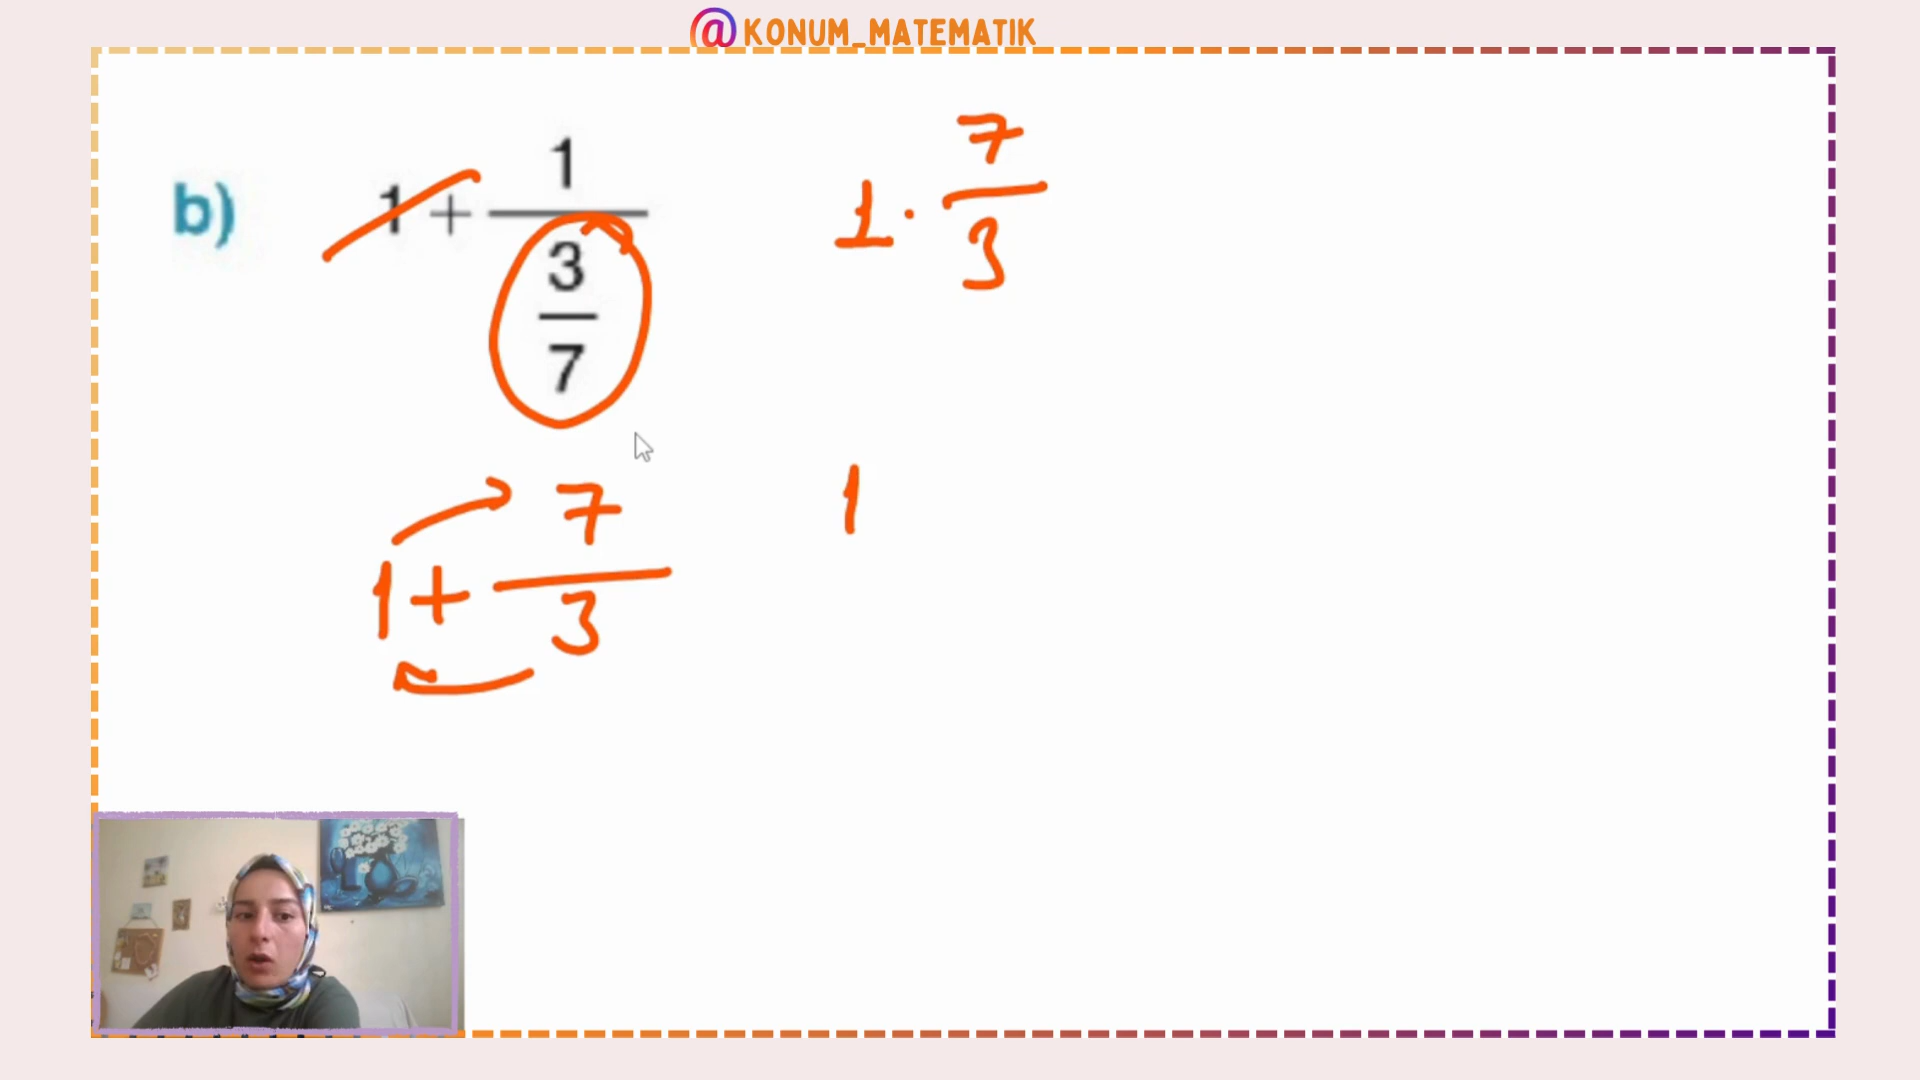 @KONUM_MATEMATIK
b) 1 + 1 / 3/7
1 · 7/3
1 + 7/3
1